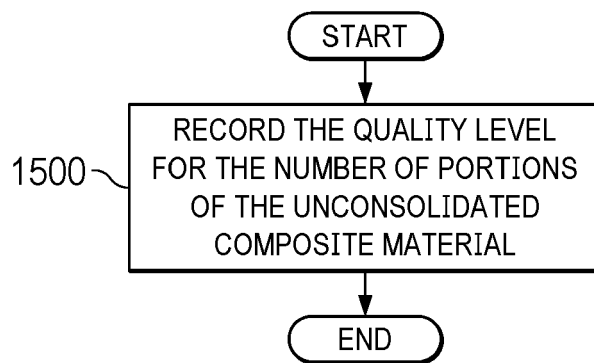 START
RECORD THE QUALITY LEVEL
1500
FOR THE NUMBER OF PORTIONS
OF THE UNCONSOLIDATED
COMPOSITE MATERIAL
END